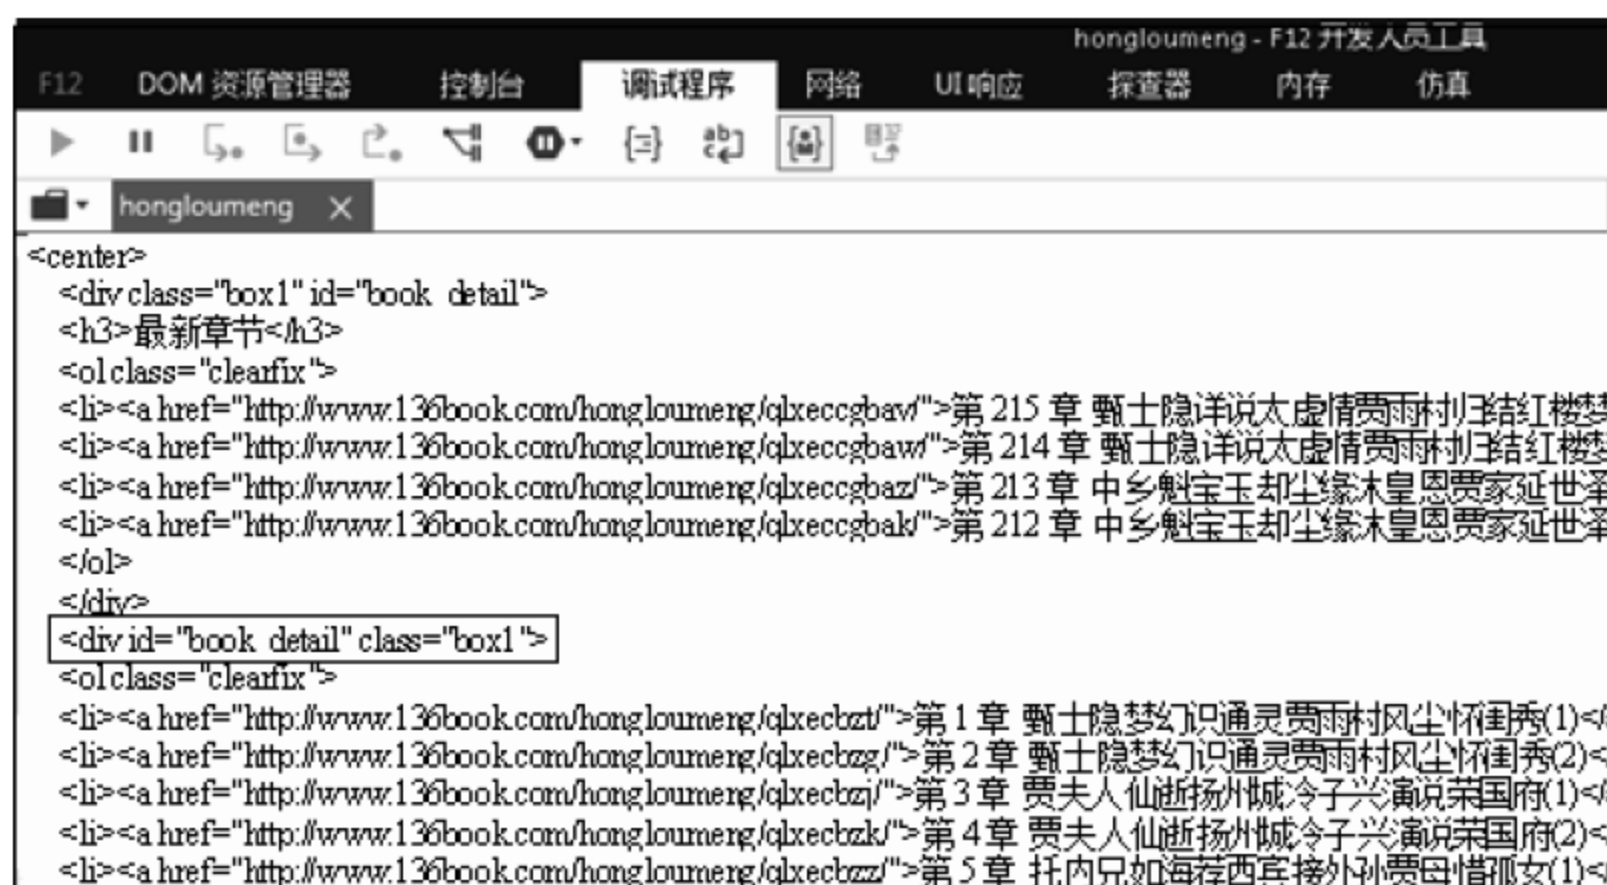 hongloumeng - F12 开发人员工具
F12 DOM 资源管理器 控制台 调试程序 网络 UI 响应 探查器 内存 仿真
hongloumeng
<center>
<div class="box1" id="book detail">
<h3>最新章节</h3>
<ol class="clearfix">
<li><a href="http://www.136book.com/hongloumeng/qlxeccgbav/">第 215 章 甄士隐详说太虚情贾雨村归结红楼梦
<li><a href="http://www.136book.com/hongloumeng/qlxeccgbaw/">第 214 章 甄士隐详说太虚情贾雨村归结红楼梦
<li><a href="http://www.136book.com/hongloumeng/qlxeccgbaz/">第 213 章 中乡魁宝玉却尘缘沐皇恩贾家延世泽
<li><a href="http://www.136book.com/hongloumeng/qlxeccgbak/">第 212 章 中乡魁宝玉却尘缘沐皇恩贾家延世泽
</ol>
</div>
<div id="book detail" class="box1">
<ol class="clearfix">
<li><a href="http://www.136book.com/hongloumeng/qlxecbzt/">第 1 章 甄士隐梦幻识通灵贾雨村风尘怀闺秀(1)</
<li><a href="http://www.136book.com/hongloumeng/qlxecbzg/">第 2 章 甄士隐梦幻识通灵贾雨村风尘怀闺秀(2)<
<li><a href="http://www.136book.com/hongloumeng/qlxecbzj/">第 3 章 贾夫人仙逝扬州城冷子兴演说荣国府(1)</
<li><a href="http://www.136book.com/hongloumeng/qlxecbzk/">第 4 章 贾夫人仙逝扬州城冷子兴演说荣国府(2)<
<li><a href="http://www.136book.com/hongloumeng/qlxecbzz/">第 5 章 托内兄如海荐西宾接外孙贾母惜孤女(1)</